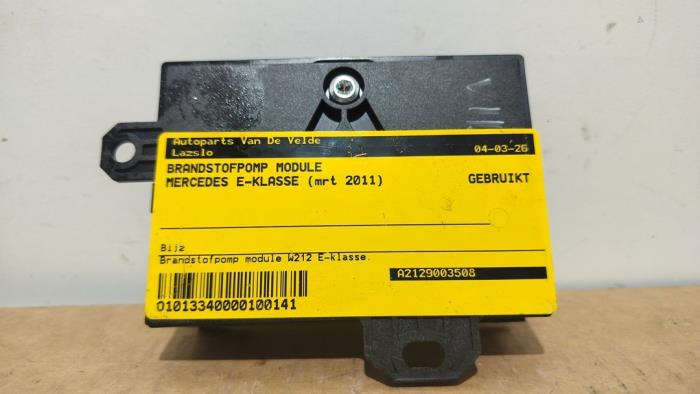 Autoparts Van De Velde
Lazslo 04-03-26
BRANDSTOFPOMP MODULE
MERCEDES E-KLASSE (mrt 2011) GEBRUIKT
Bijz
Brandstofpomp module W212 E-klasse.
A2129003508
O1013340000100141